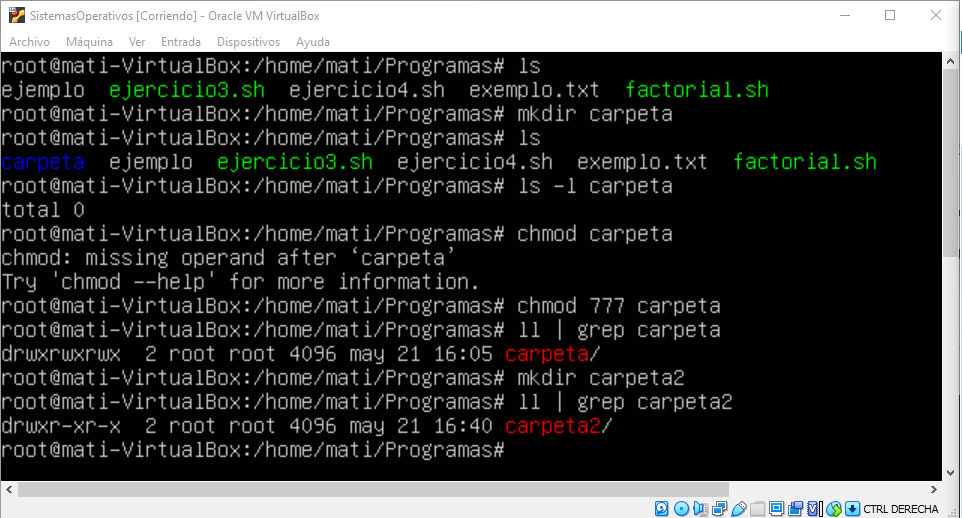 SistemasOperativos [Corriendo] - Oracle VM VirtualBox
Archivo Máquina Ver Entrada Dispositivos Ayuda
root@mati-VirtualBox:/home/mati/Programas# ls
ejemplo ejercicio3.sh ejercicio4.sh exemplo.txt factorial.sh
root@mati-VirtualBox:/home/mati/Programas# mkdir carpeta
root@mati-VirtualBox:/home/mati/Programas# ls
carpeta ejemplo ejercicio3.sh ejercicio4.sh exemplo.txt factorial.sh
root@mati-VirtualBox:/home/mati/Programas# ls -l carpeta
total 0
root@mati-VirtualBox:/home/mati/Programas# chmod carpeta
chmod: missing operand after ‘carpeta’
Try 'chmod --help' for more information.
root@mati-VirtualBox:/home/mati/Programas# chmod 777 carpeta
root@mati-VirtualBox:/home/mati/Programas# ll | grep carpeta
drwxrwxrwx 2 root root 4096 may 21 16:05 carpeta/
root@mati-VirtualBox:/home/mati/Programas# mkdir carpeta2
root@mati-VirtualBox:/home/mati/Programas# ll | grep carpeta2
drwxr-xr-x 2 root root 4096 may 21 16:40 carpeta2/
root@mati-VirtualBox:/home/mati/Programas#
CTRL DERECHA